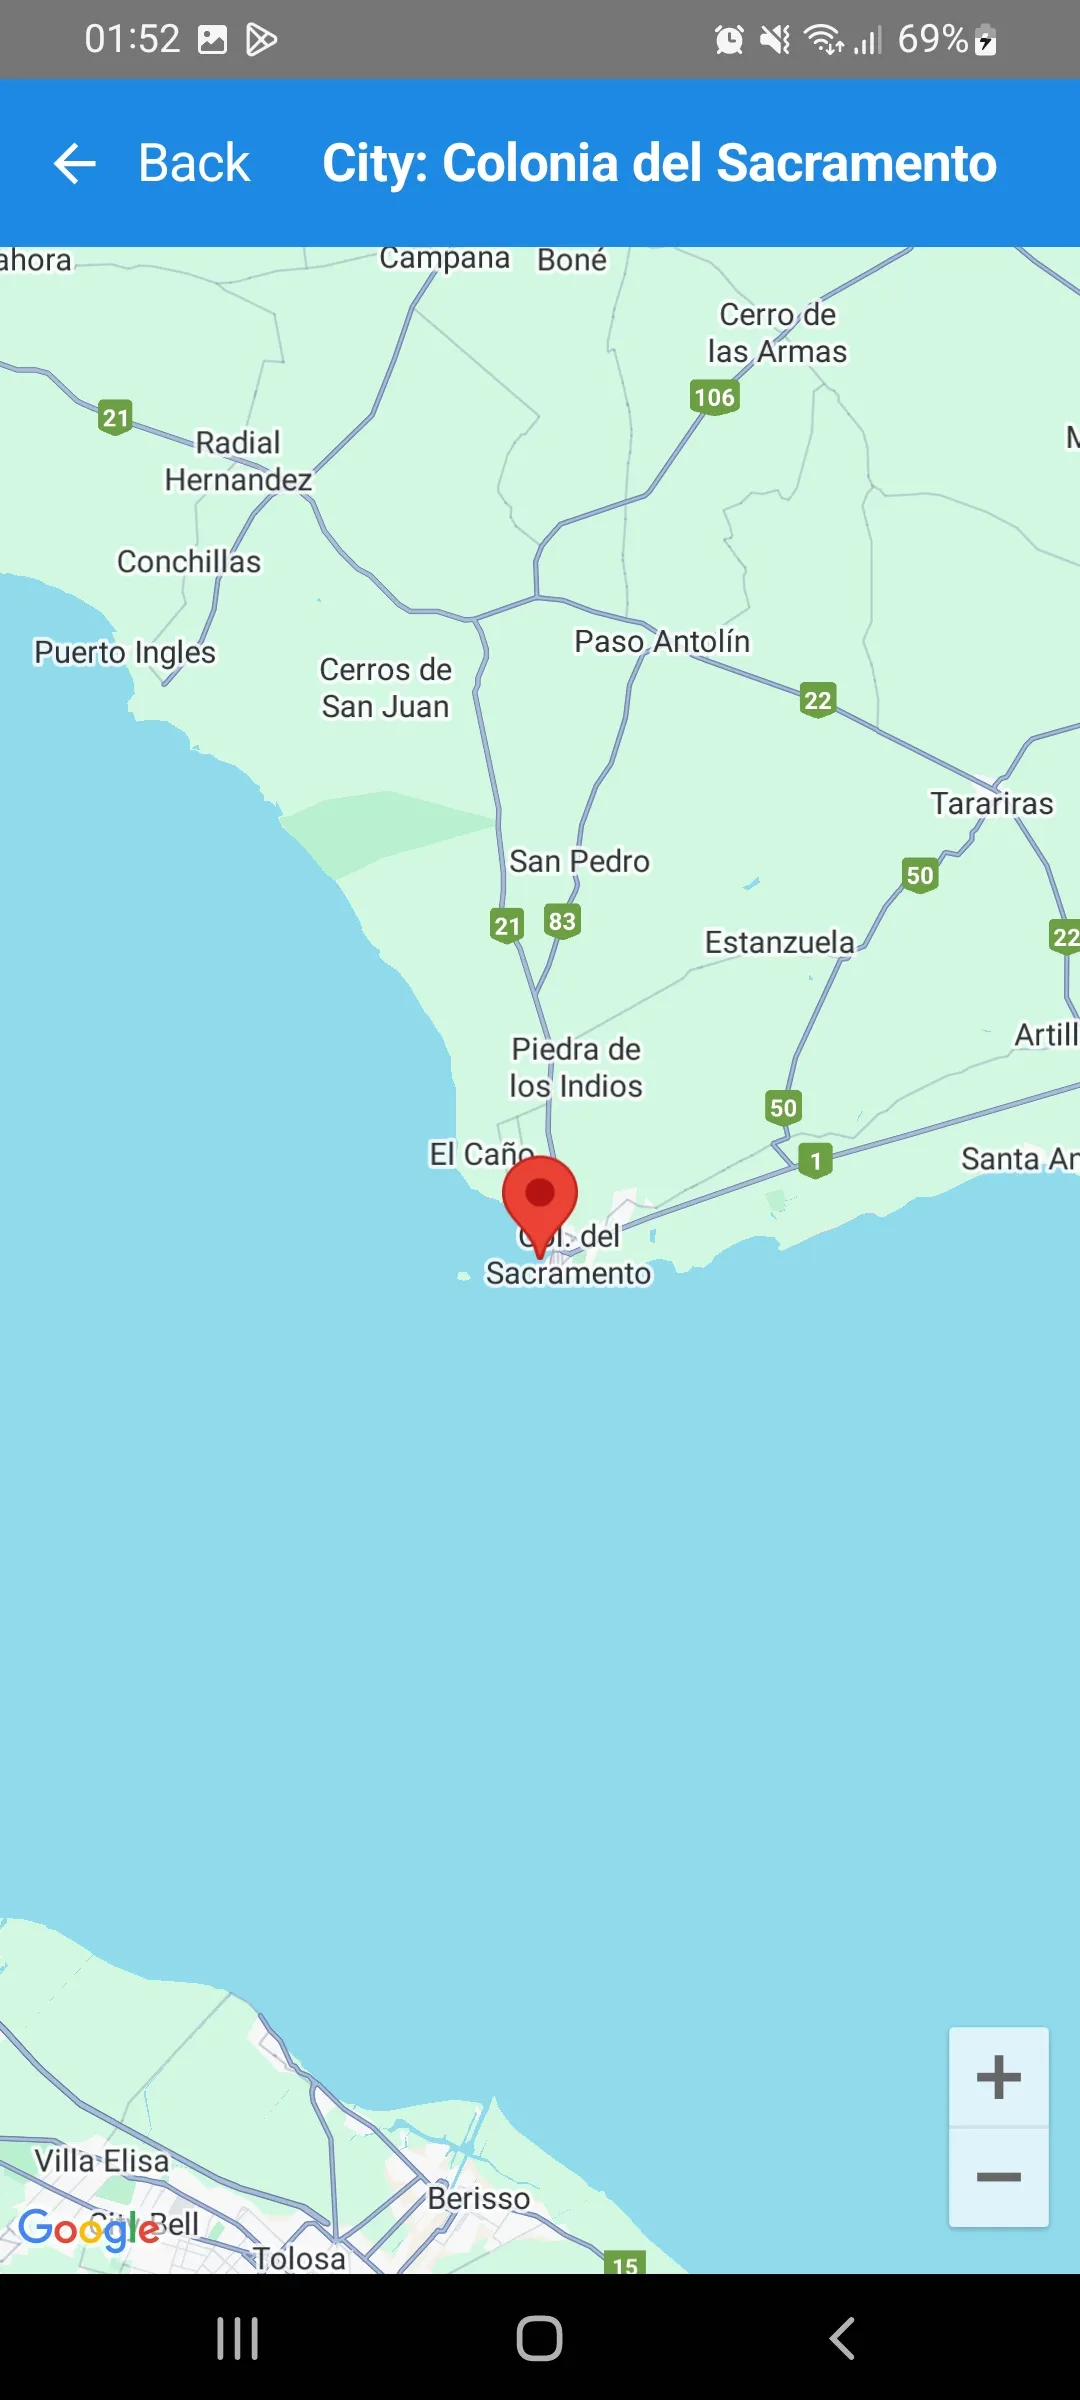 01:52
69%
Back
City: Colonia del Sacramento
ahora
Campana
Boné
Cerro de
las Armas
106
21
M
Radial
Hernandez
Conchillas
Puerto Ingles
Cerros de
San Juan
Paso Antolín
22
Tarariras
San Pedro
50
21
83
Estanzuela
22
Artill
Piedra de
los Indios
50
El Caño
1
Santa An
Col. del
Sacramento
Villa Elisa
Berisso
City Bell
Google
Tolosa
15